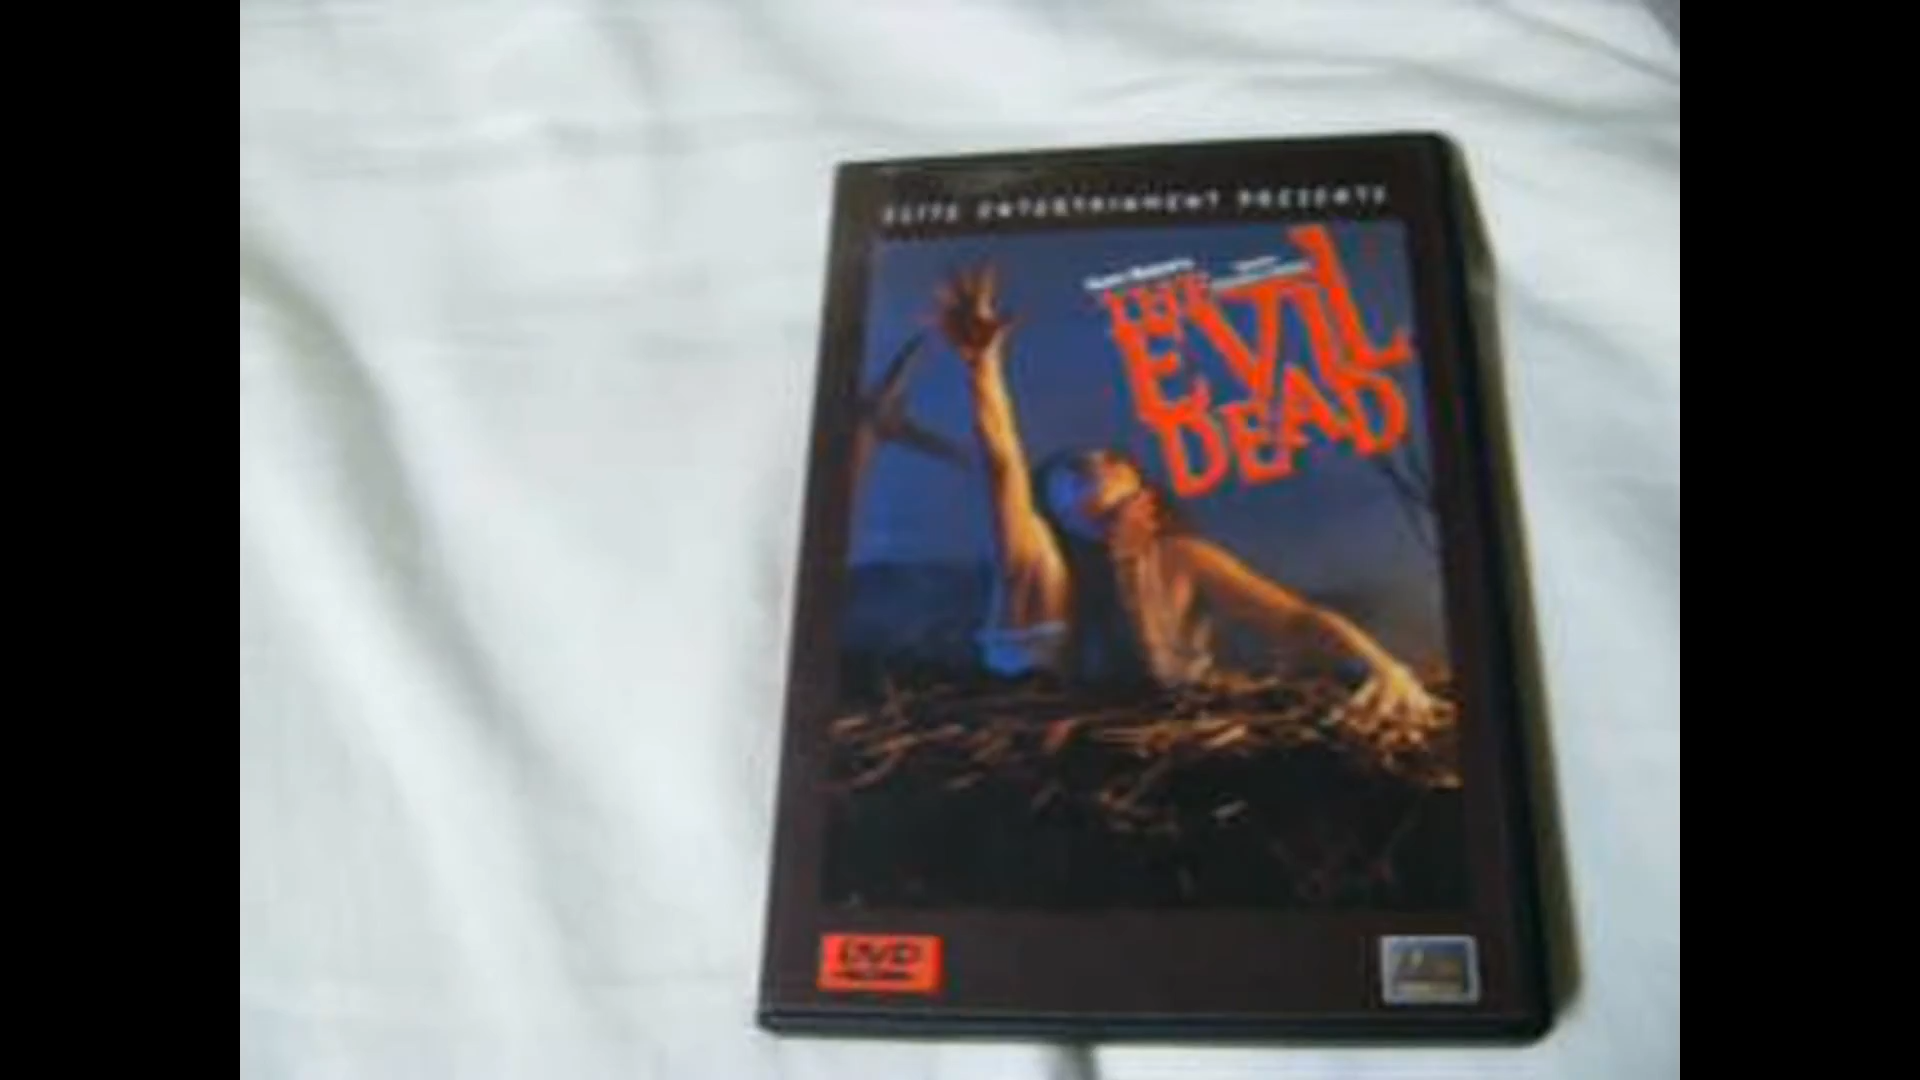 ELITE ENTERTAINMENT PRESENTS
THE
EVIL
DEAD
DVD